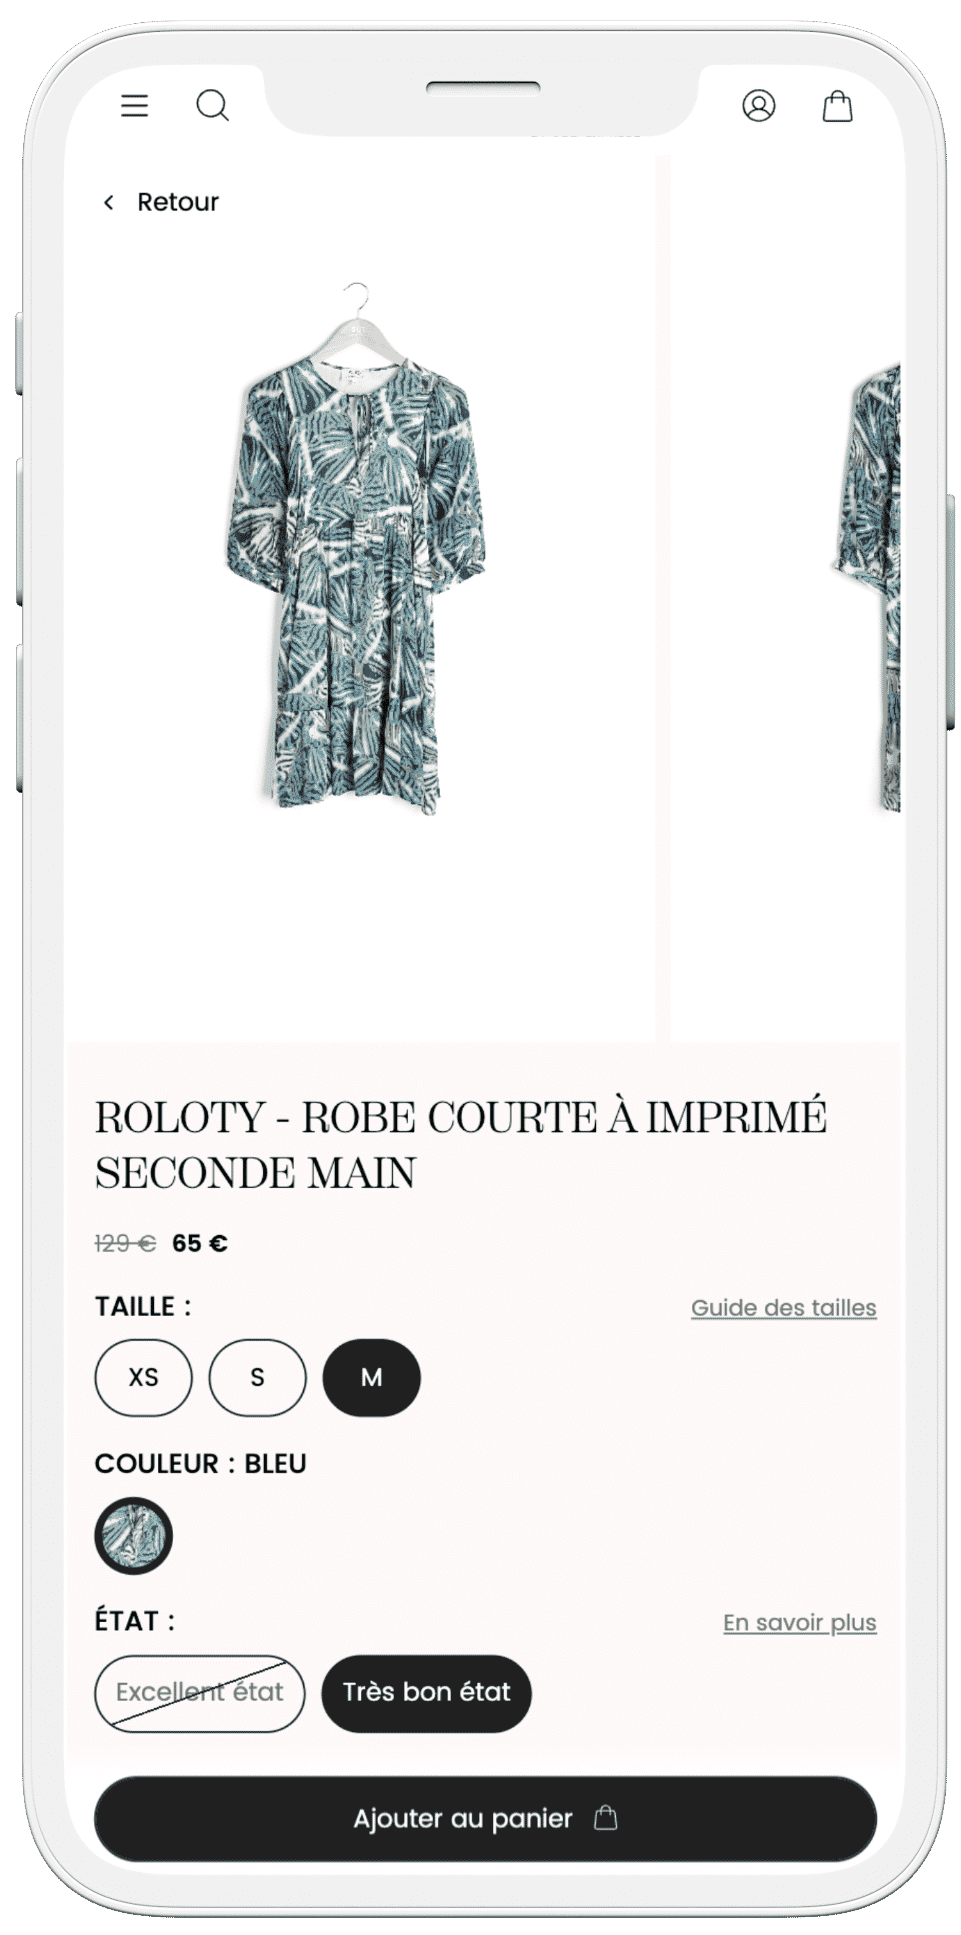 Retour
ROLOTY - ROBE COURTE À IMPRIMÉ
SECONDE MAIN
129 € 65 €
TAILLE :
Guide des tailles
XS S M
COULEUR : BLEU
ÉTAT :
En savoir plus
Excellent état Très bon état
Ajouter au panier